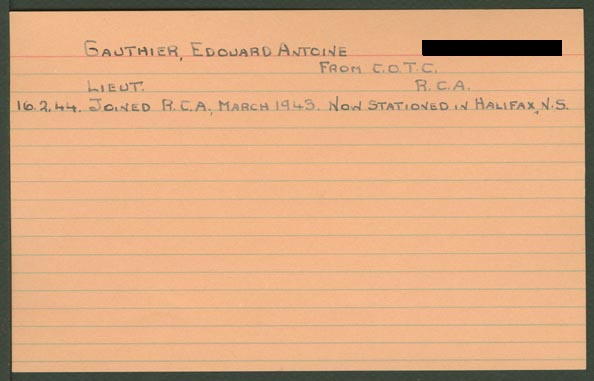 GAUTHIER, EDOUARD ANTOINE
FROM C.O.T.C.
LIEUT. R.C.A.
16.2.44. JOINED R.C.A., MARCH 1943. NOW STATIONED IN HALIFAX, N.S.